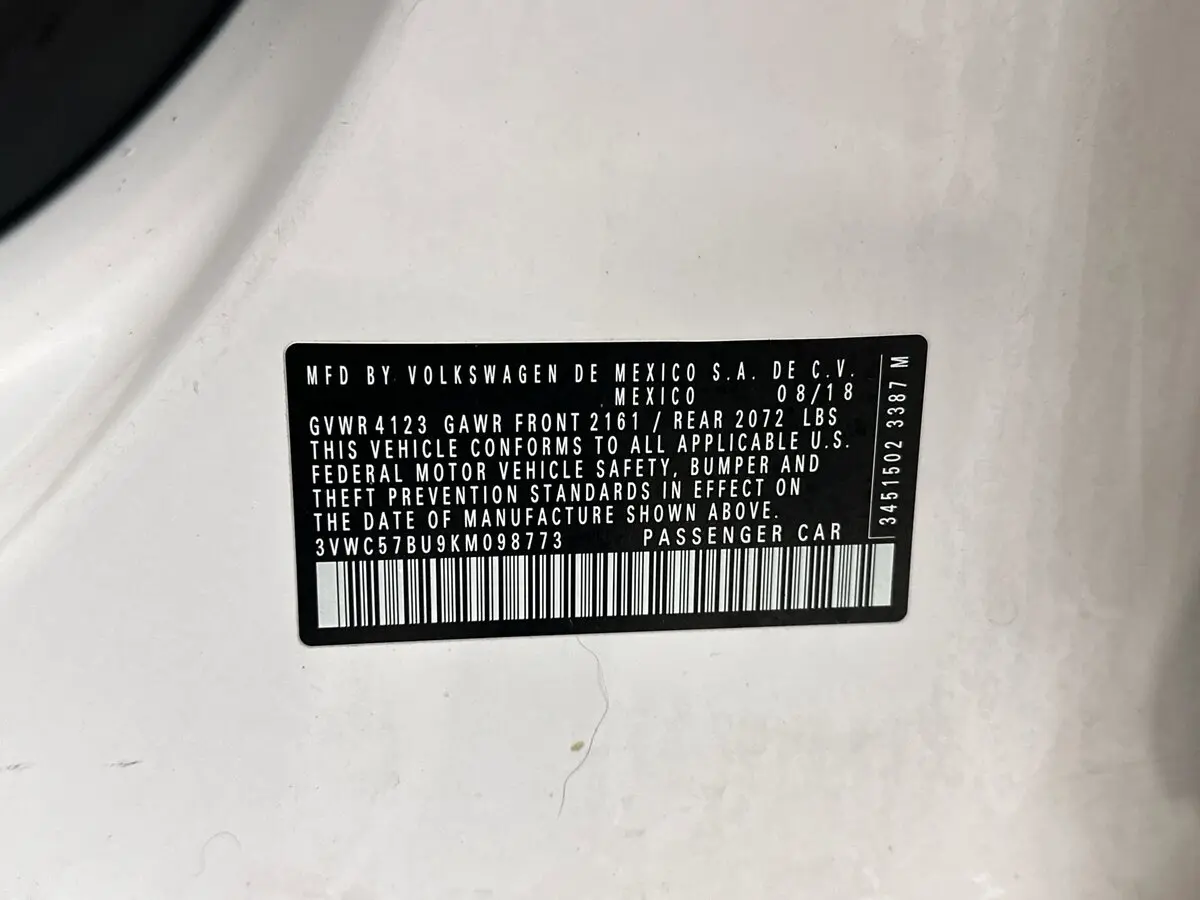 MFD BY VOLKSWAGEN DE MEXICO S.A. DE C.V.
MEXICO 08/18
GVWR 4123 GAWR FRONT 2161 / REAR 2072 LBS
THIS VEHICLE CONFORMS TO ALL APPLICABLE U.S.
FEDERAL MOTOR VEHICLE SAFETY, BUMPER AND
THEFT PREVENTION STANDARDS IN EFFECT ON
THE DATE OF MANUFACTURE SHOWN ABOVE.
3VWC57BU9KM098773 PASSENGER CAR
3451502 3387 M